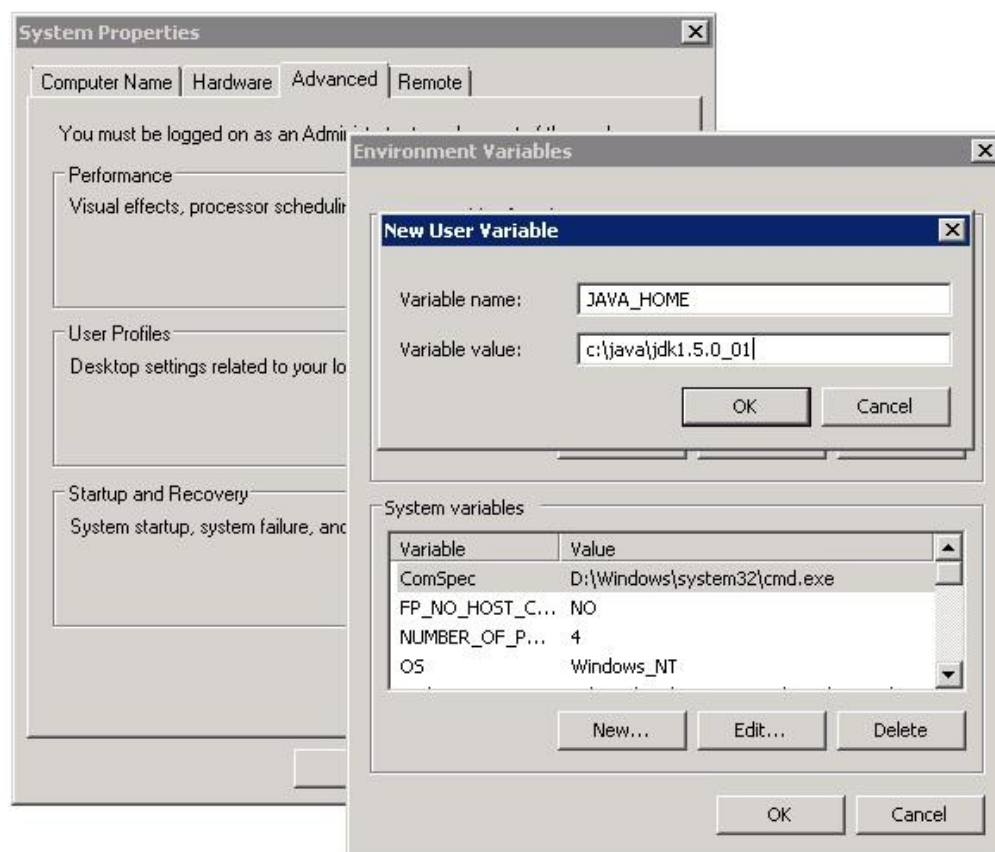 System Properties
Computer Name Hardware Advanced Remote
You must be logged on as an
Performance
Visual effects, processor
User Profiles
Desktop settings related to your
Startup and Recovery
System startup, system failure, and
Environment Variables
New User Variable
Variable name: JAVA_HOME
Variable value: c:\java\jdk1.5.0_01
OK Cancel
System variables
Variable Value
ComSpec D:\Windows\system32\cmd.exe
FP_NO_HOST_C... NO
NUMBER_OF_P... 4
OS Windows_NT
New... Edit... Delete
OK Cancel